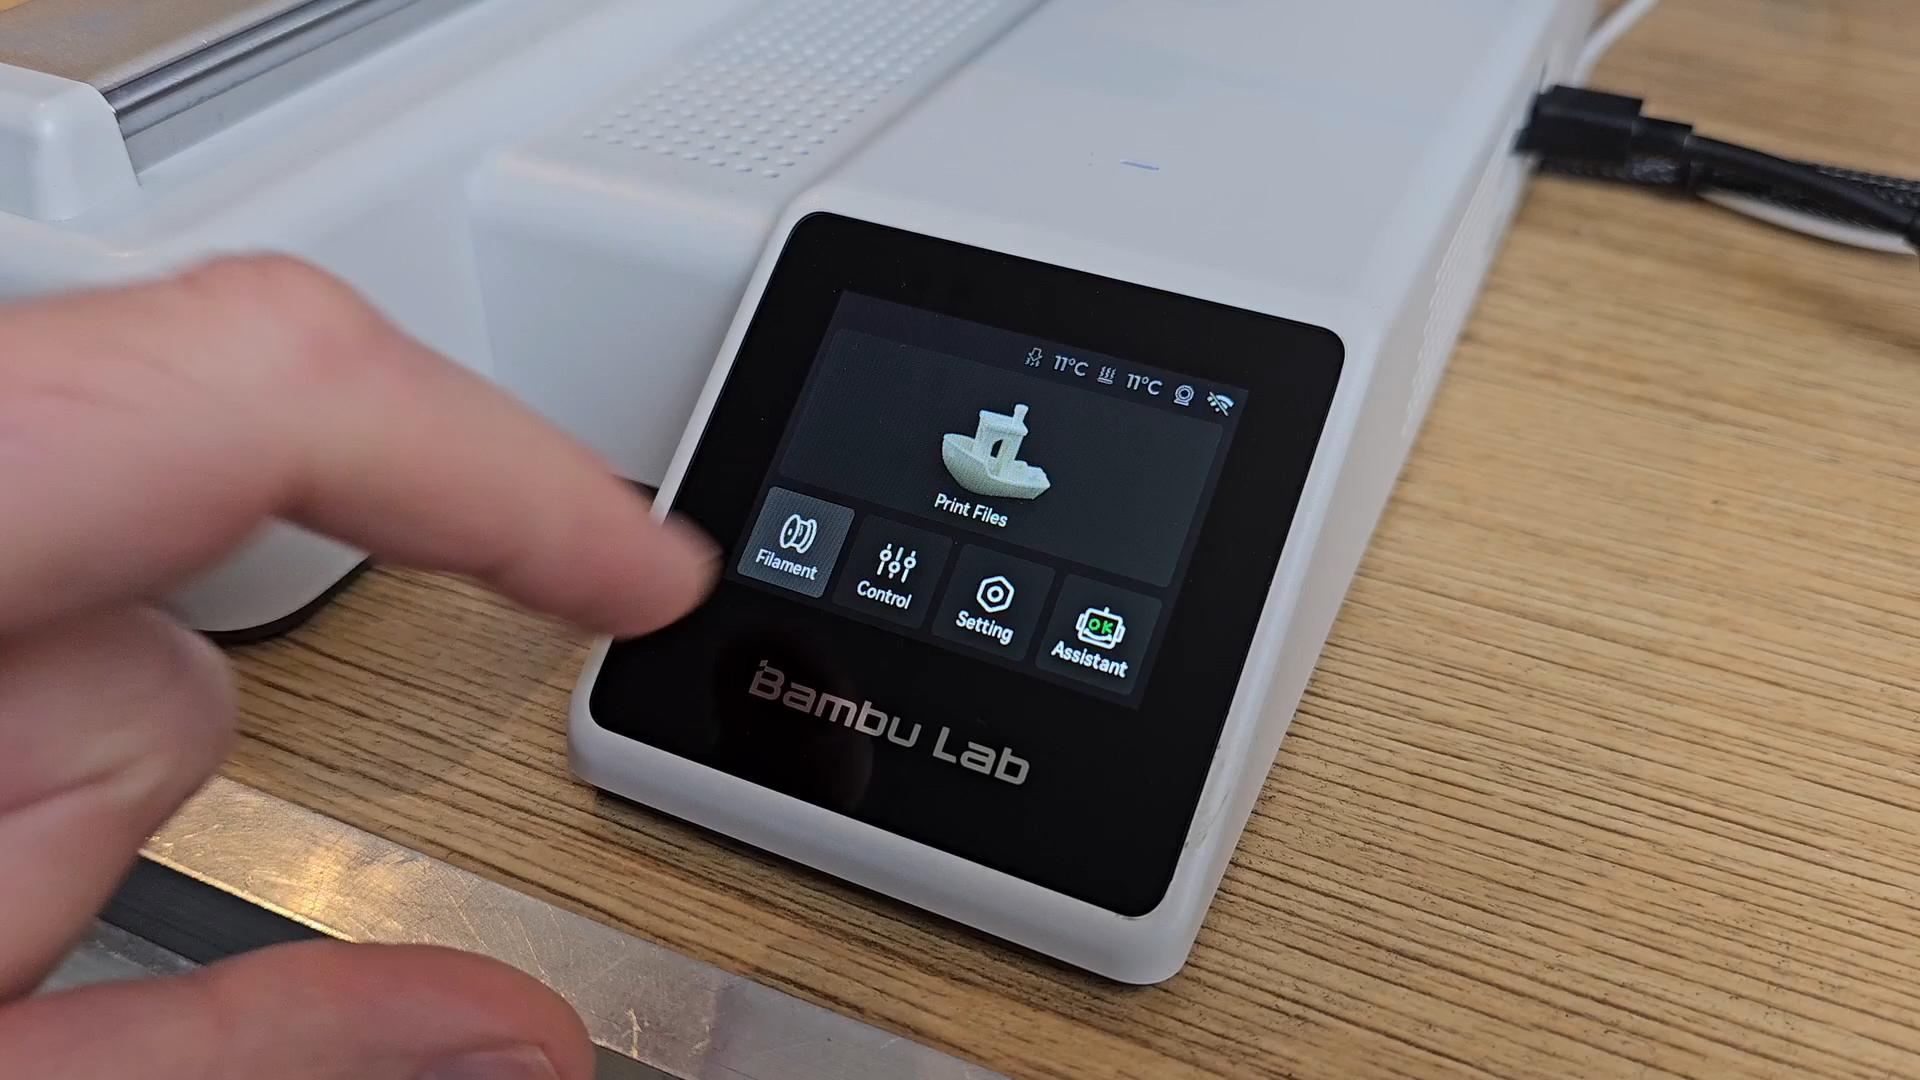 11°C 11°C
Print Files
Filament
Control
Setting
OK
Assistant
Bambu Lab